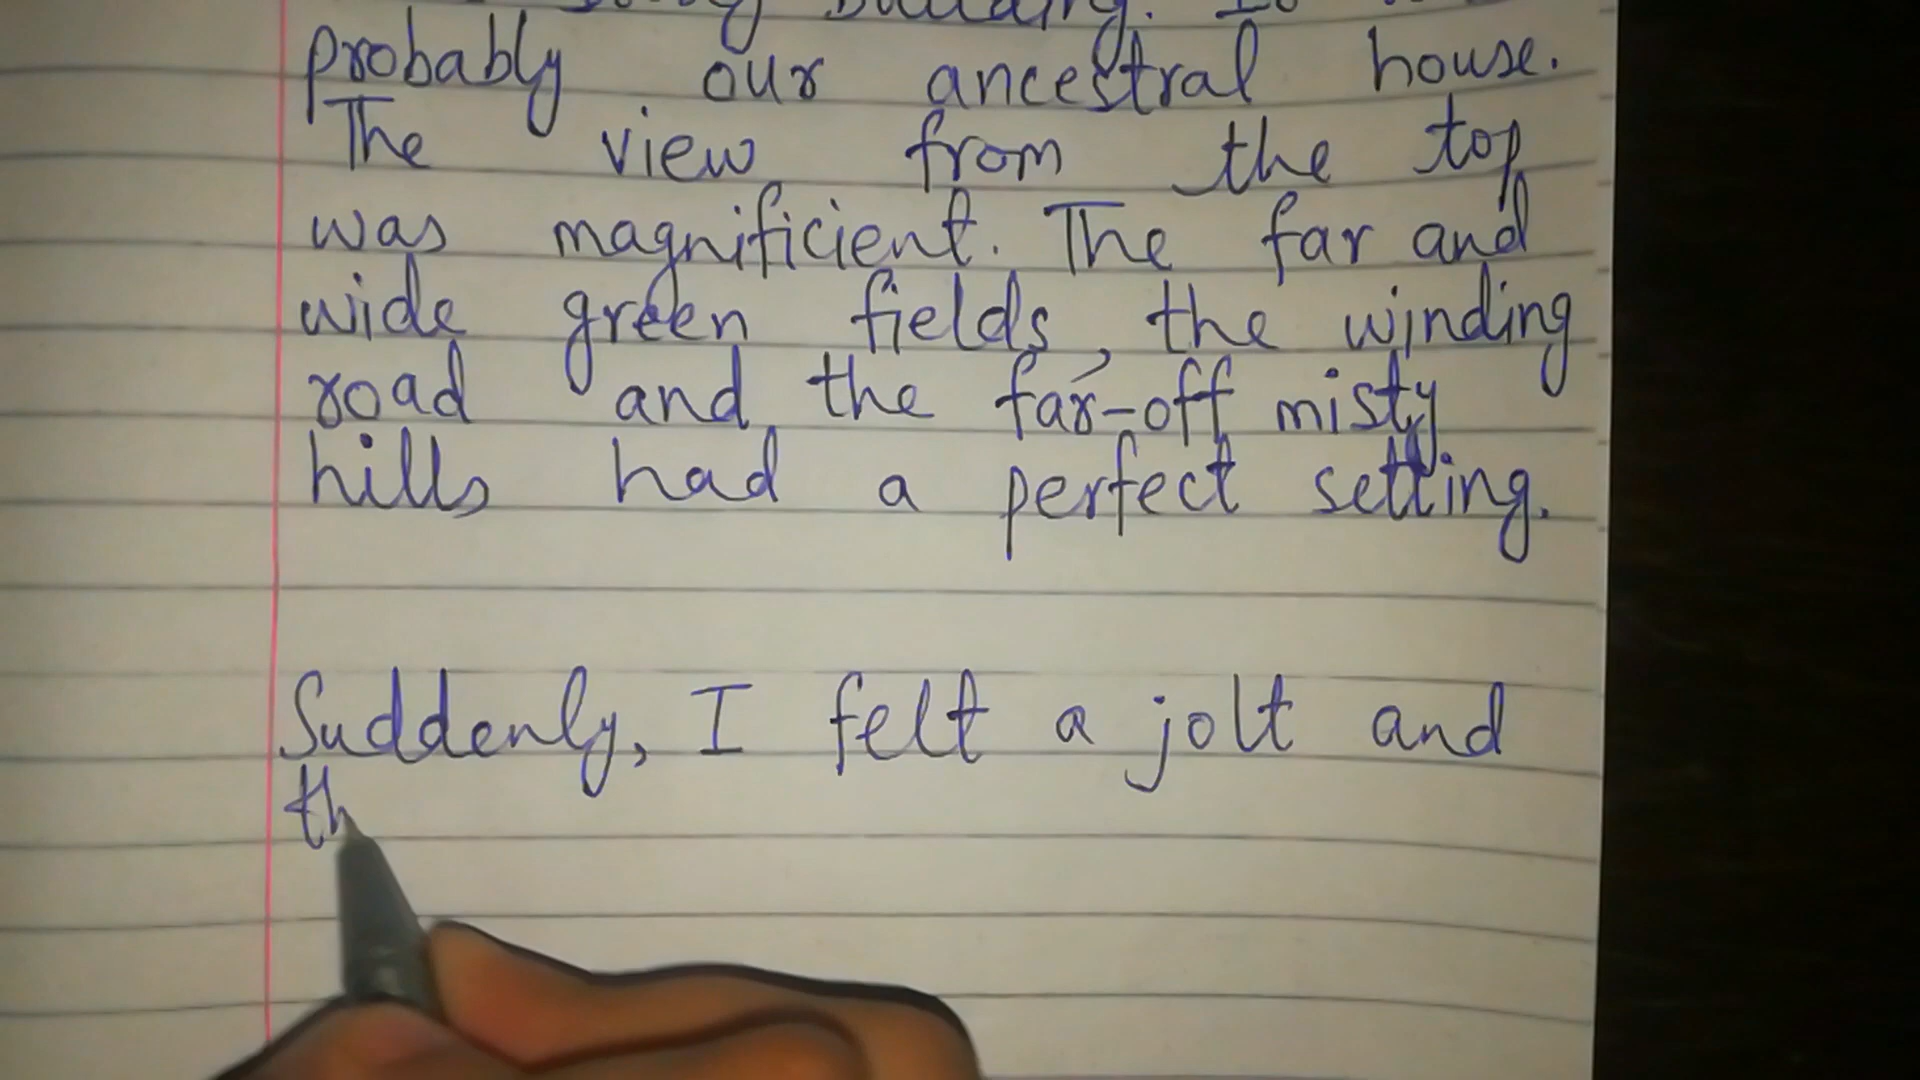 building.
probably our ancestral house.
The view from the top
was magnificient. The far and
wide green fields, the winding
road and the far-off misty
hills had a perfect setting.
Suddenly, I felt a jolt and
th